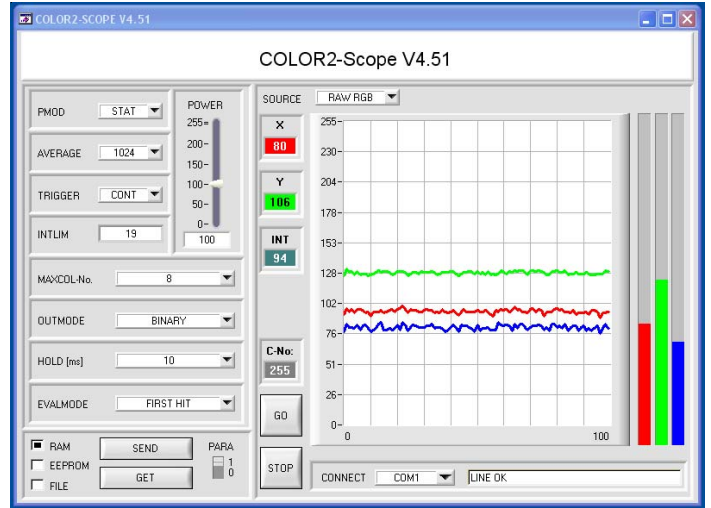 COLOR2-SCOPE V4.51
COLOR2-Scope V4.51
PMOD STAT
AVERAGE 1024
TRIGGER CONT
INTLIM 19
POWER
255
200
150
100
50
0
100
MAXCOL-No. 8
OUTMODE BINARY
HOLD [ms] 10
EVALMODE FIRST HIT
RAM
EEPROM
FILE
SEND
GET
PARA
1
0
SOURCE RAW RGB
X
80
Y
106
INT
94
C-No:
255
GO
STOP
255
230
204
178
153
128
102
76
51
26
0
0 100
CONNECT COM1 LINE OK